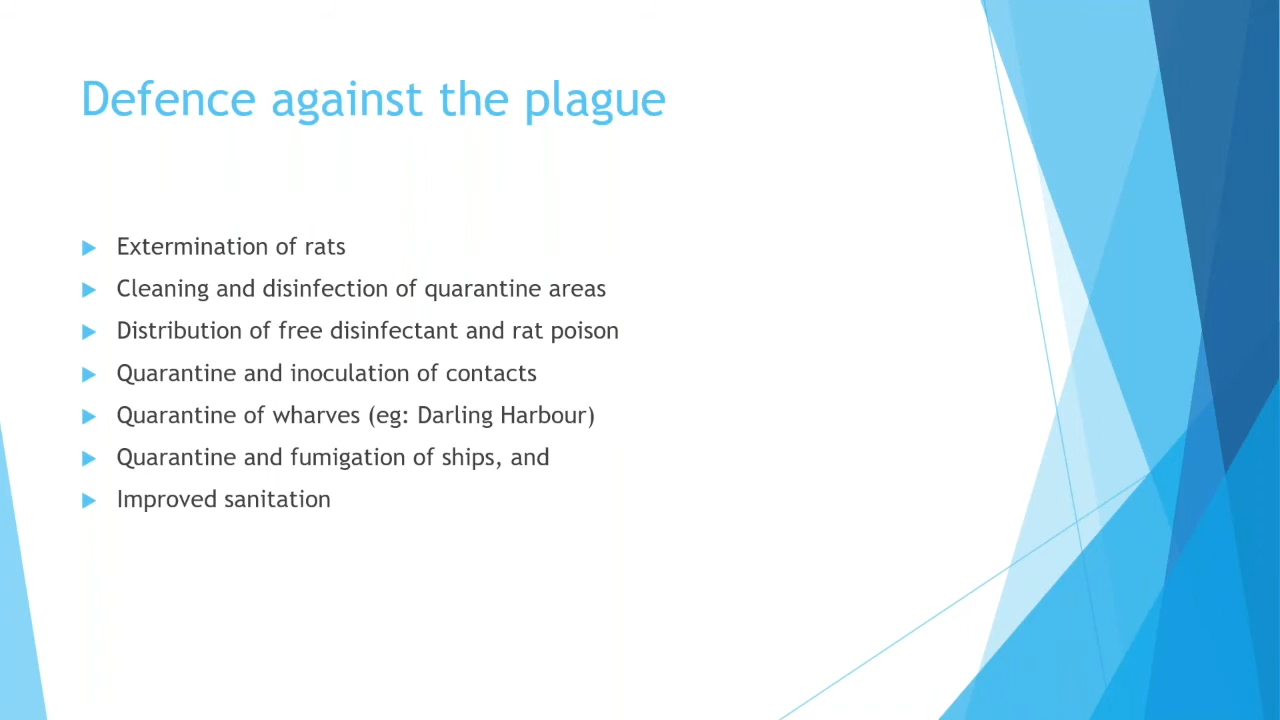 Defence against the plague
Extermination of rats
Cleaning and disinfection of quarantine areas
Distribution of free disinfectant and rat poison
Quarantine and inoculation of contacts
Quarantine of wharves (eg: Darling Harbour)
Quarantine and fumigation of ships, and
Improved sanitation